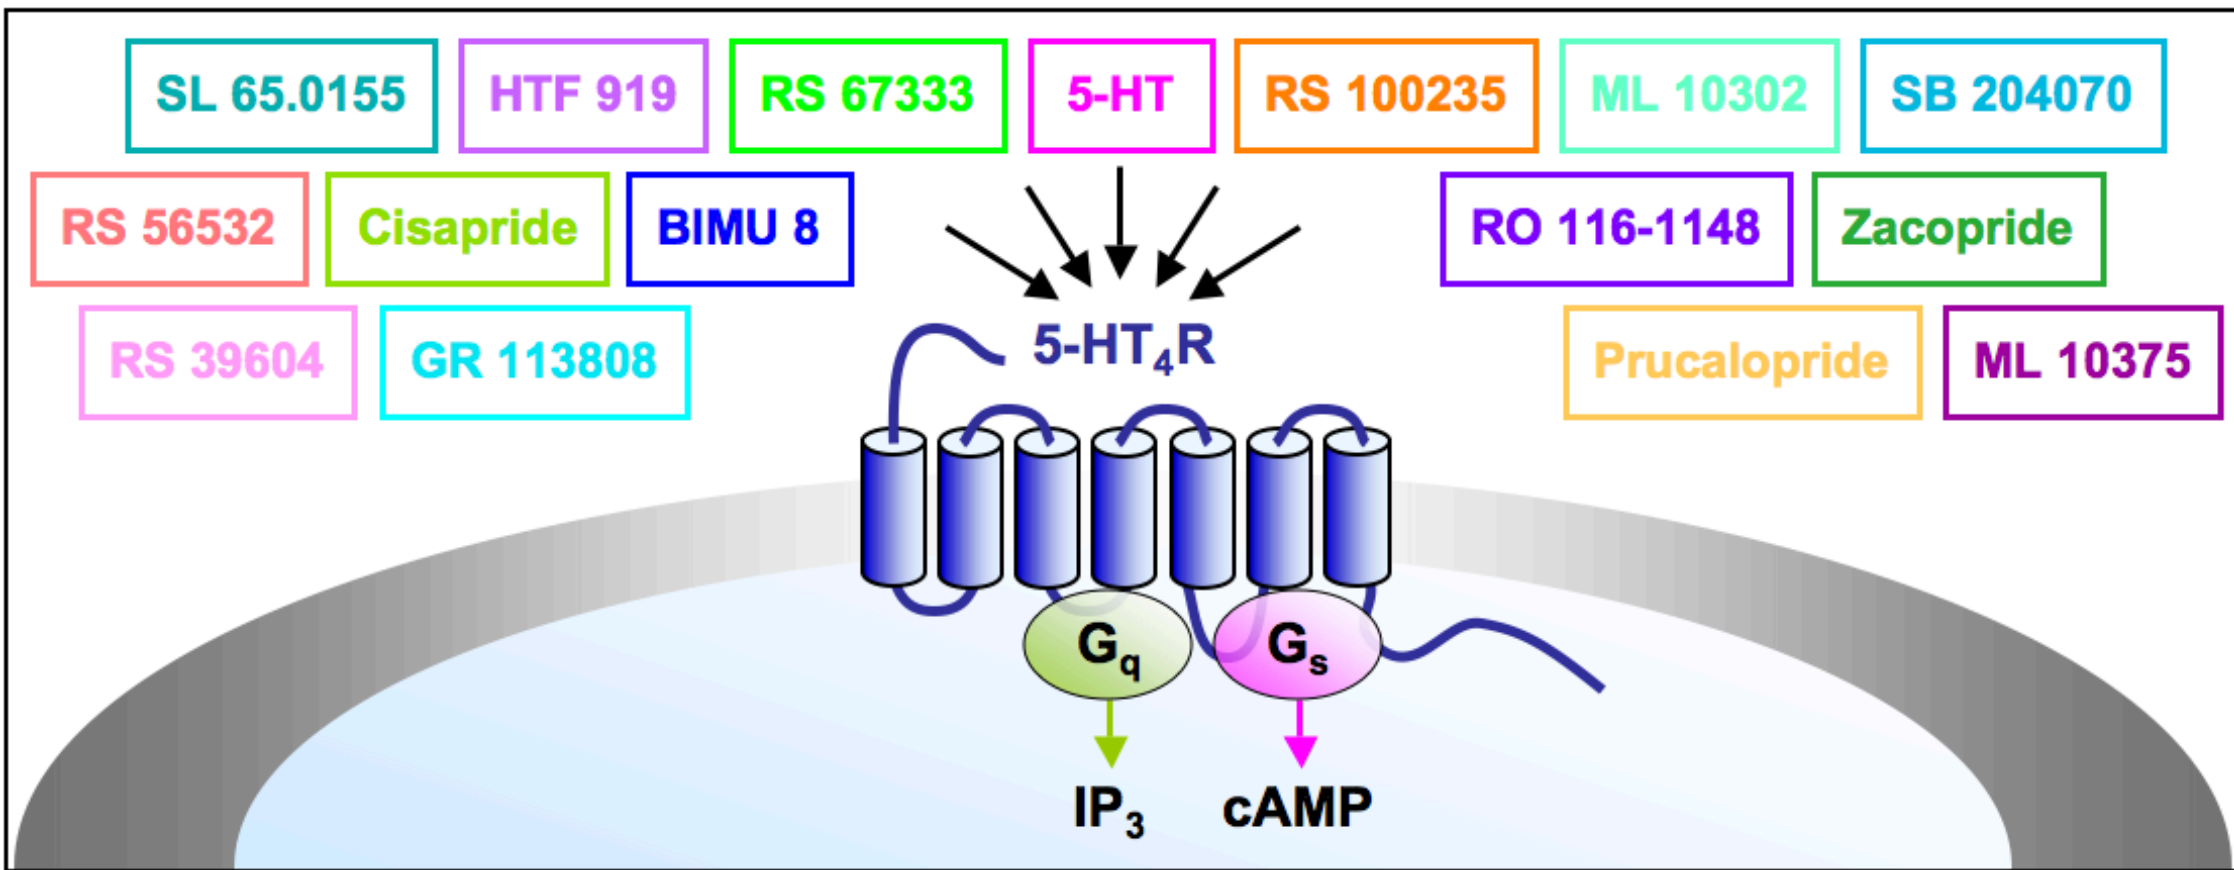 SL 65.0155 HTF 919 RS 67333 5-HT RS 100235 ML 10302 SB 204070
RS 56532 Cisapride BIMU 8 RO 116-1148 Zacopride
RS 39604 GR 113808 5-HT₄R Prucalopride ML 10375
Gq Gs
IP₃ cAMP